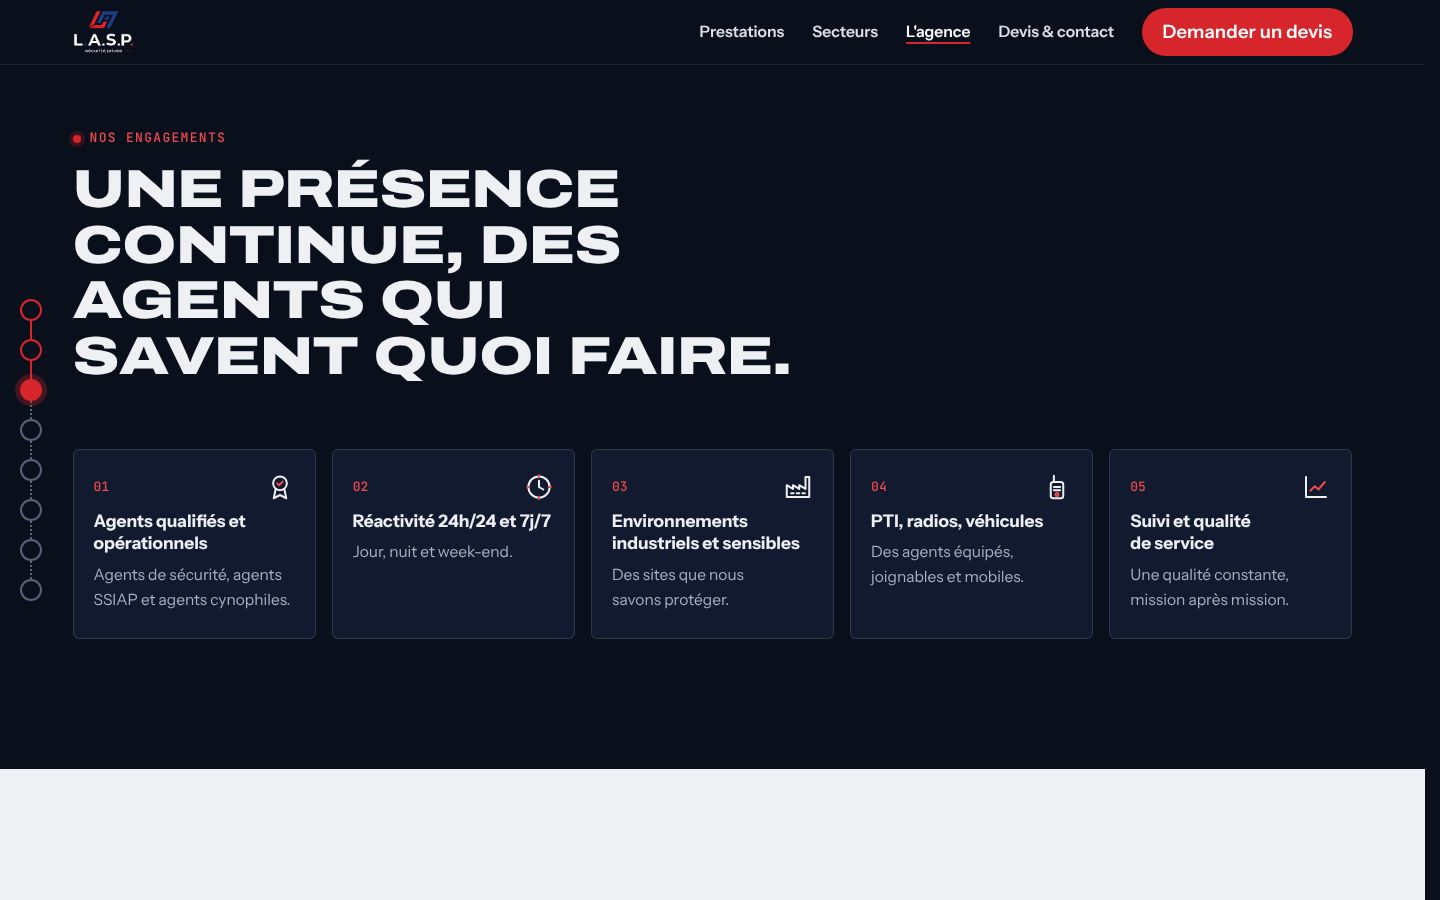 L.A.S.P.
sécurité privée
Prestations
Secteurs
L'agence
Devis & contact
Demander un devis
NOS ENGAGEMENTS
UNE PRÉSENCE
CONTINUE, DES
AGENTS QUI
SAVENT QUOI FAIRE.
01
Agents qualifiés et
opérationnels
Agents de sécurité, agents
SSIAP et agents cynophiles.
02
Réactivité 24h/24 et 7j/7
Jour, nuit et week-end.
03
Environnements
industriels et sensibles
Des sites que nous
savons protéger.
04
PTI, radios, véhicules
Des agents équipés,
joignables et mobiles.
05
Suivi et qualité
de service
Une qualité constante,
mission après mission.